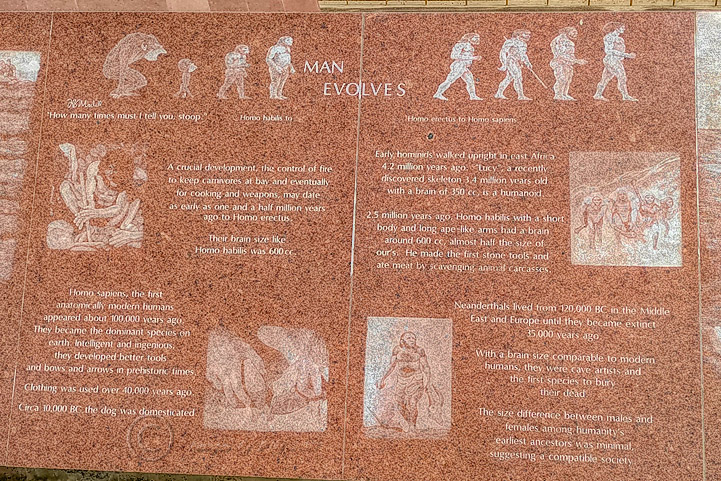 MAN
EVOLVES
"How many times must I tell you, stoop."
Homo habilis to
Homo erectus to Homo sapiens
A crucial development, the control of fire
to keep carnivores at bay and eventually
for cooking and weapons, may date
as early as one and a half million years
ago to Homo erectus.
Their brain size like
Homo habilis was 600 cc
Homo sapiens, the first
anatomically modern humans
appeared about 100,000 years ago.
They became the dominant species on
earth. Intelligent and ingenious,
they developed better tools
and bows and arrows in prehistoric times.
Clothing was used over 40,000 years ago
Circa 10,000 BC the dog was domesticated
Early hominids walked upright in east Africa
4.2 million years ago. "Lucy", a recently
discovered skeleton 3.4 million years old
with a brain of 350 cc, is a humanoid.
2.5 million years ago, Homo habilis with a short
body and long ape-like arms had a brain
around 600 cc, almost half the size of
our's. He made the first stone tools and
ate meat by scavenging animal carcasses.
Neanderthals lived from 120,000 BC in the Middle
East and Europe until they became extinct
35,000 years ago
With a brain size comparable to modern
humans, they were cave artists and
the first species to bury
their dead
The size difference between males and
females among humanity's
earliest ancestors was minimal,
suggesting a compatible society